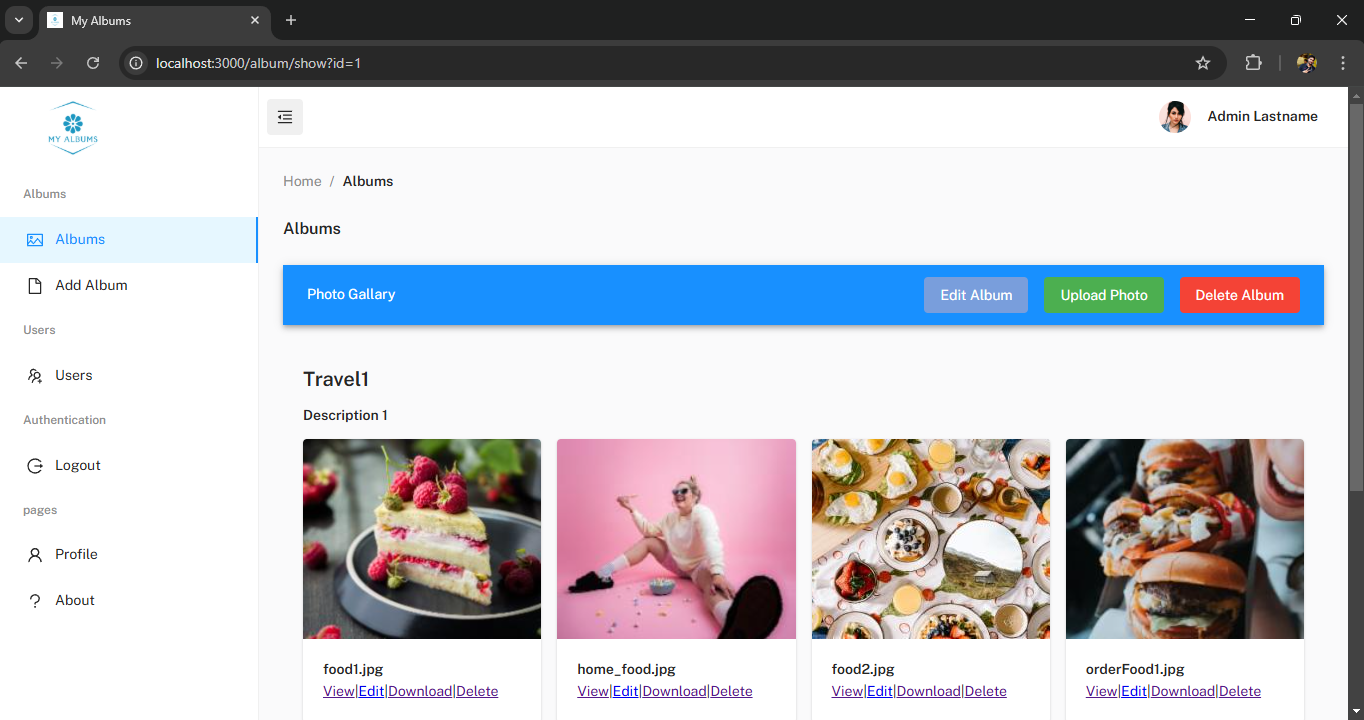 My Albums
localhost:3000/album/show?id=1
MY ALBUMS
Admin Lastname
Albums
Albums
Add Album
Users
Users
Authentication
Logout
pages
Profile
About
Home / Albums
Albums
Photo Gallary
Edit Album
Upload Photo
Delete Album
Travel1
Description 1
food1.jpg
View|Edit|Download|Delete
home_food.jpg
View|Edit|Download|Delete
food2.jpg
View|Edit|Download|Delete
orderFood1.jpg
View|Edit|Download|Delete